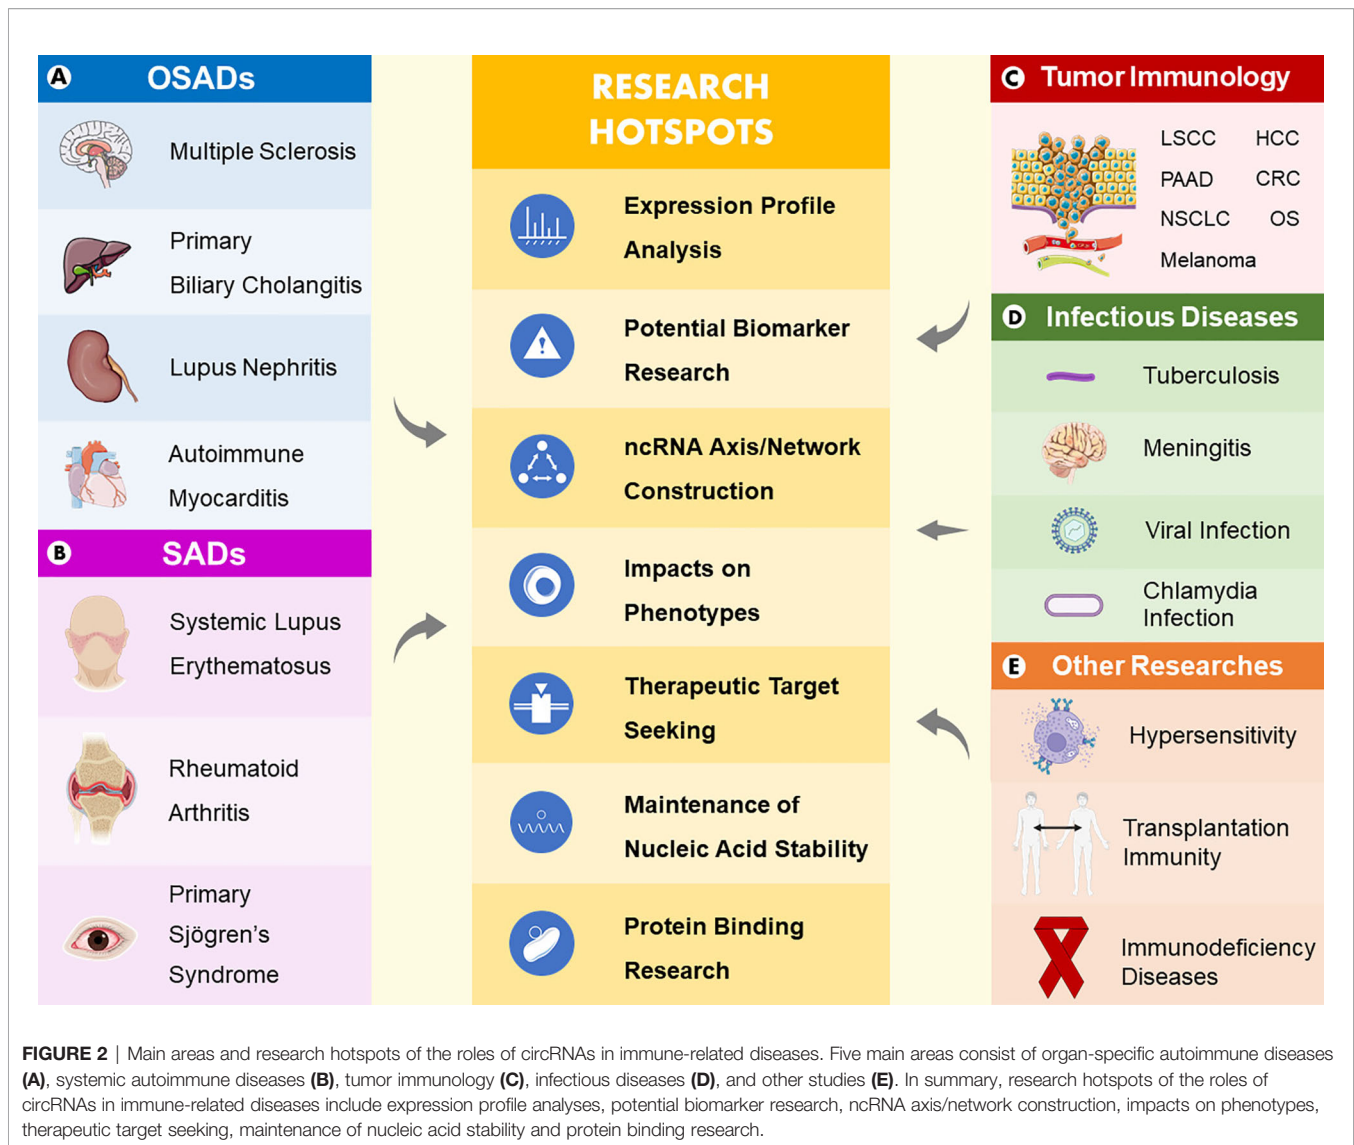 A OSADs
Multiple Sclerosis
Primary
Biliary Cholangitis
Lupus Nephritis
Autoimmune
Myocarditis
B SADs
Systemic Lupus
Erythematosus
Rheumatoid
Arthritis
Primary
Sjögren's
Syndrome
RESEARCH
HOTSPOTS
Expression Profile
Analysis
Potential Biomarker
Research
ncRNA Axis/Network
Construction
Impacts on
Phenotypes
Therapeutic Target
Seeking
Maintenance of
Nucleic Acid Stability
Protein Binding
Research
C Tumor Immunology
LSCC HCC
PAAD CRC
NSCLC OS
Melanoma
D Infectious Diseases
Tuberculosis
Meningitis
Viral Infection
Chlamydia
Infection
E Other Researches
Hypersensitivity
Transplantation
Immunity
Immunodeficiency
Diseases
FIGURE 2 | Main areas and research hotspots of the roles of circRNAs in immune-related diseases. Five main areas consist of organ-specific autoimmune diseases
(A), systemic autoimmune diseases (B), tumor immunology (C), infectious diseases (D), and other studies (E). In summary, research hotspots of the roles of
circRNAs in immune-related diseases include expression profile analyses, potential biomarker research, ncRNA axis/network construction, impacts on phenotypes,
therapeutic target seeking, maintenance of nucleic acid stability and protein binding research.